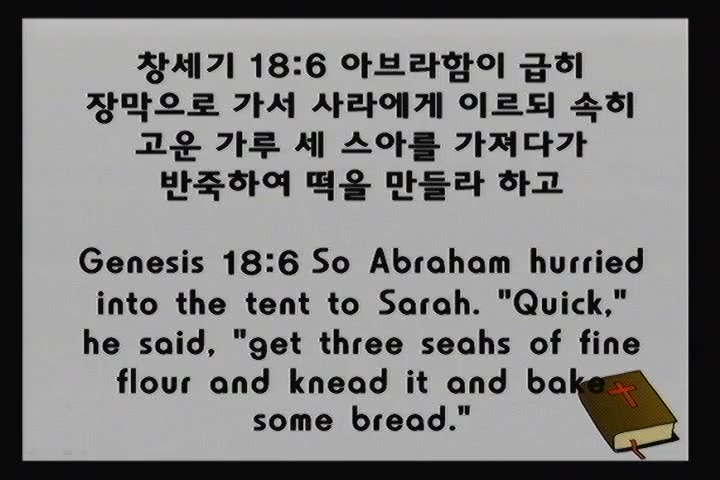 창세기 18:6 아브라함이 급히
장막으로 가서 사라에게 이르되 속히
고운 가루 세 스아를 가져다가
반죽하여 떡을 만들라 하고
Genesis 18:6 So Abraham hurried
into the tent to Sarah. "Quick,"
he said, "get three seahs of fine
flour and knead it and bake
some bread."